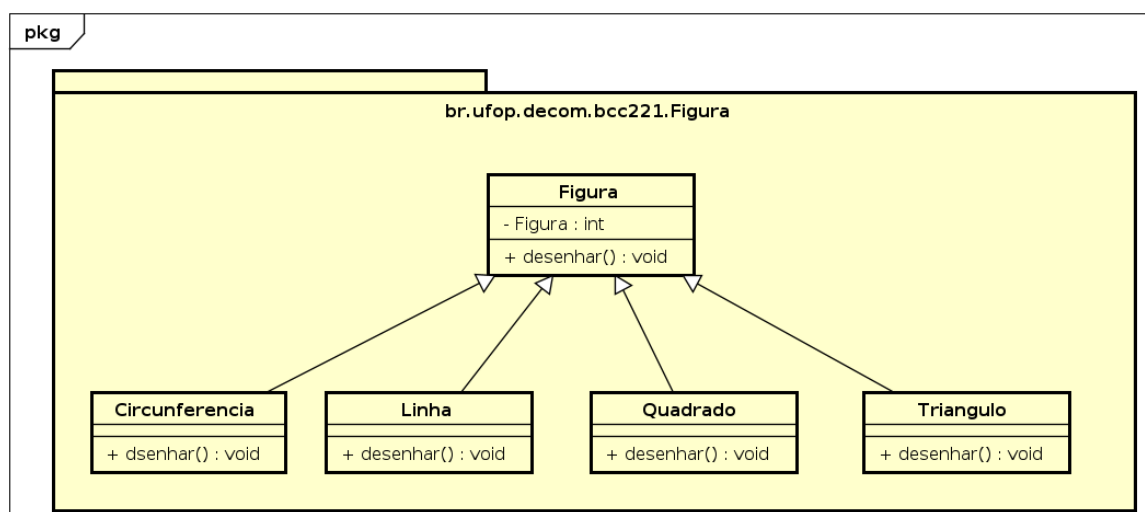 pkg
br.ufop.decom.bcc221.Figura
Figura
- Figura : int
+ desenhar() : void
Circunferencia
+ dsenhar() : void
Linha
+ desenhar() : void
Quadrado
+ desenhar() : void
Triangulo
+ desenhar() : void